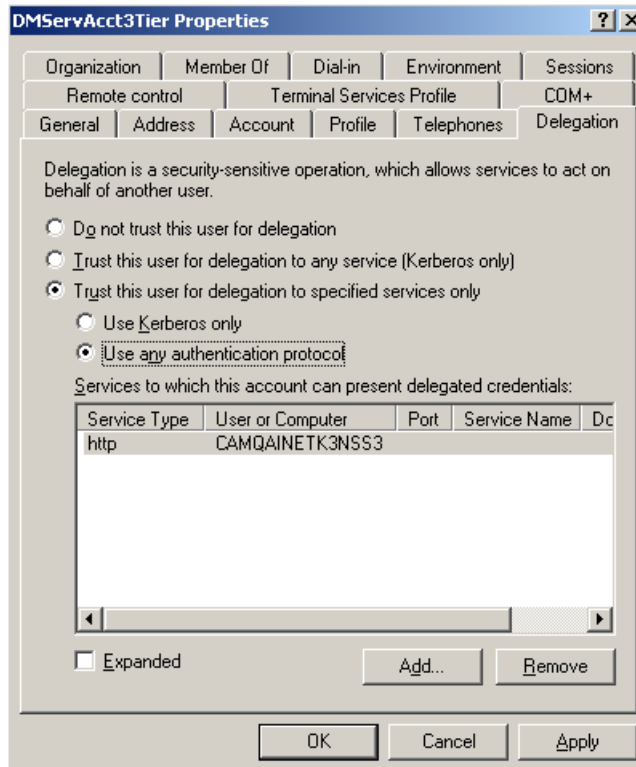 DMServAcct3Tier Properties
Organization Member Of Dial-in Environment Sessions
Remote control Terminal Services Profile COM+
General Address Account Profile Telephones Delegation
Delegation is a security-sensitive operation, which allows services to act on
behalf of another user.
Do not trust this user for delegation
Trust this user for delegation to any service (Kerberos only)
Trust this user for delegation to specified services only
Use Kerberos only
Use any authentication protocol
Services to which this account can present delegated credentials:
Service Type User or Computer Port Service Name Dc
http CAMQAINETK3NSS3
Expanded Add... Remove
OK Cancel Apply